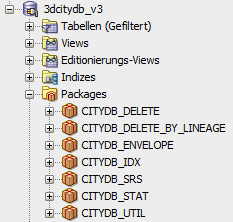 3dcitydb_v3
Tabellen (Gefiltert)
Views
Editionierungs-Views
Indizes
Packages
CITYDB_DELETE
CITYDB_DELETE_BY_LINEAGE
CITYDB_ENVELOPE
CITYDB_IDX
CITYDB_SRS
CITYDB_STAT
CITYDB_UTIL